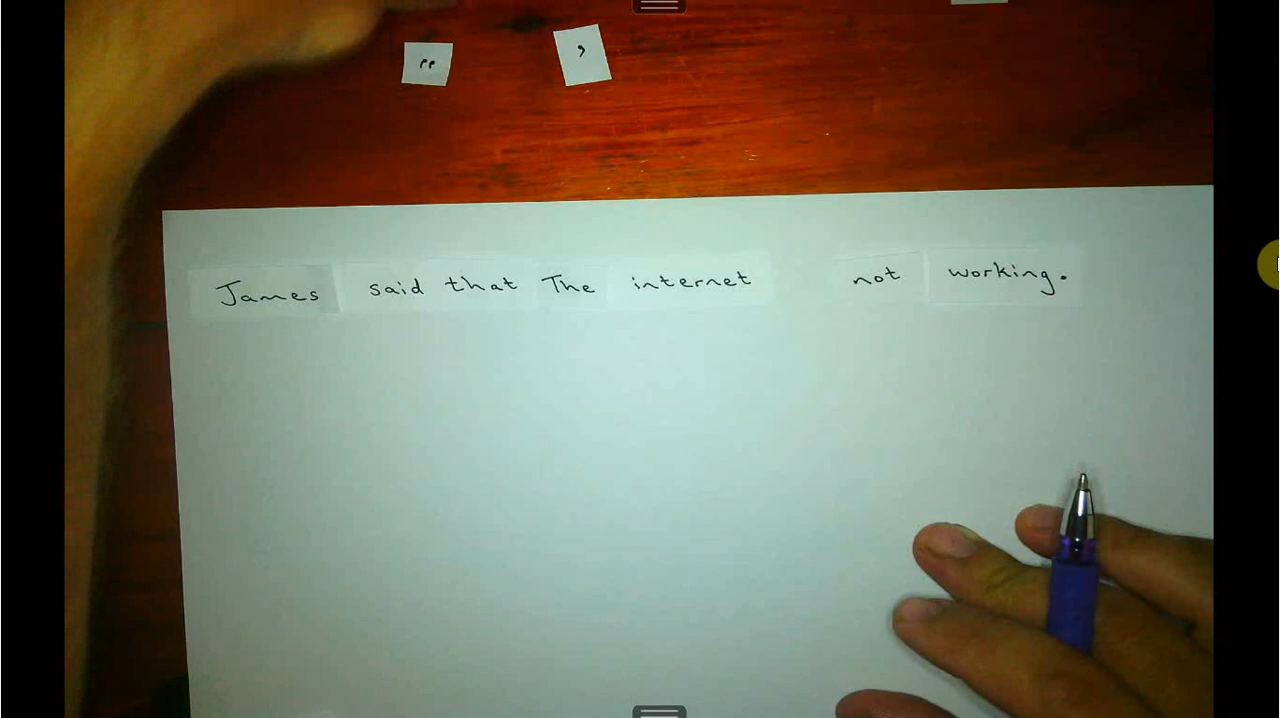 „ ,
James said that The internet not working.